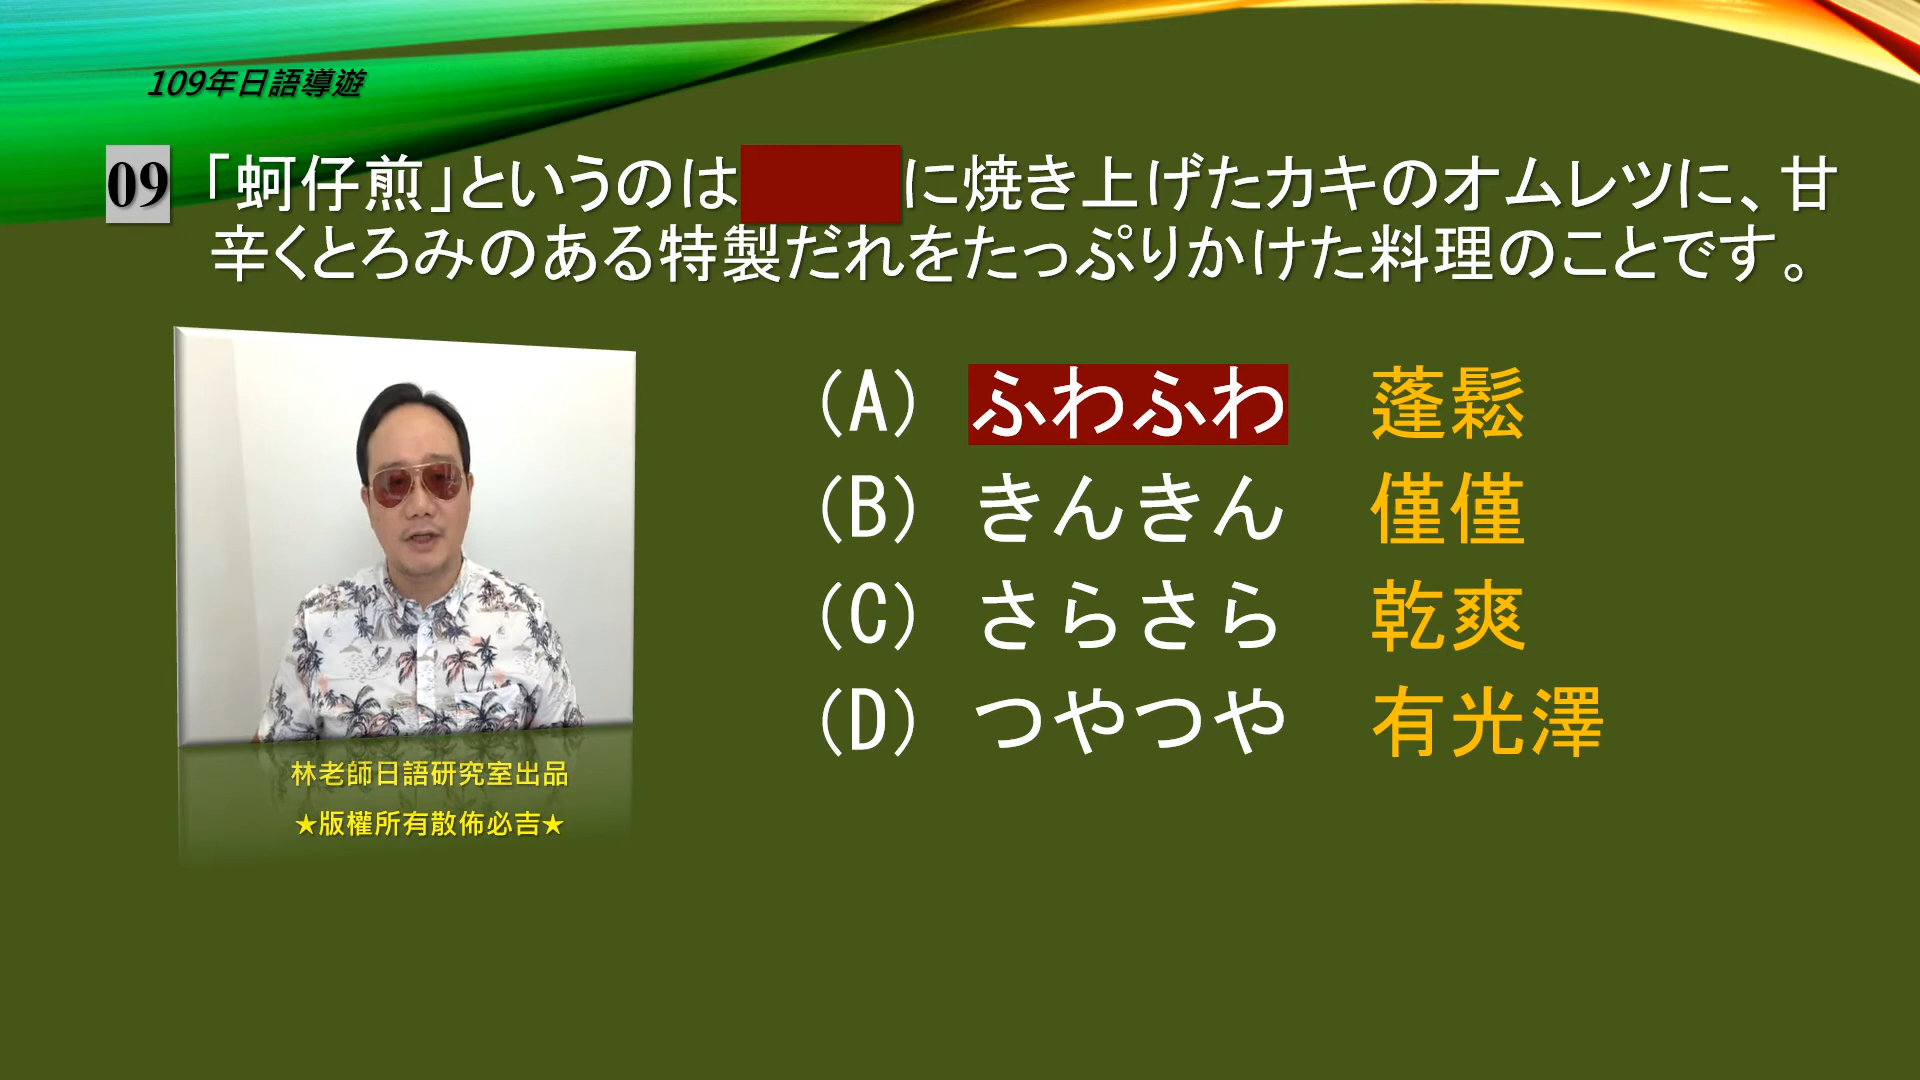 109年日語導遊
09 「蚵仔煎」というのは　　に焼き上げたカキのオムレツに、甘
辛くとろみのある特製だれをたっぷりかけた料理のことです。
(A) ふわふわ 蓬鬆
(B) きんきん 僅僅
(C) さらさら 乾爽
(D) つやつや 有光澤
林老師日語研究室出品
★版權所有散佈必吉★